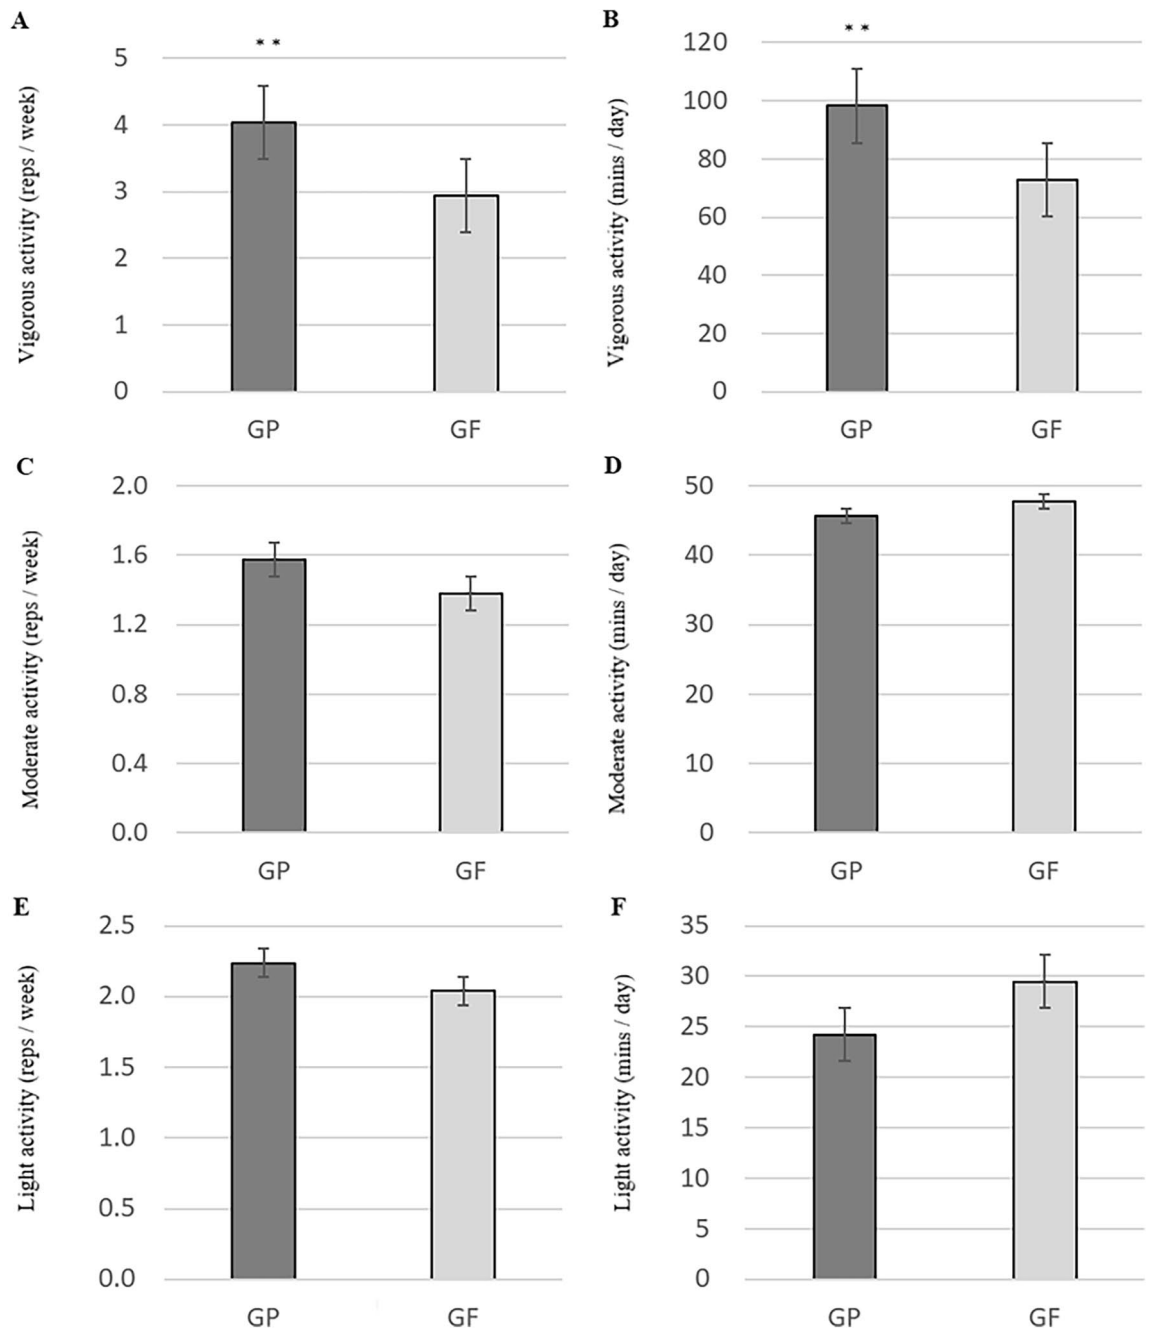 A
* *
Vigorous activity (reps / week)
5
4
3
2
1
0
GP GF
B
* *
Vigorous activity (mins / day)
120
100
80
60
40
20
0
GP GF
C
Moderate activity (reps / week)
2.0
1.6
1.2
0.8
0.4
0.0
GP GF
D
Moderate activity (mins / day)
50
40
30
20
10
0
GP GF
E
Light activity (reps / week)
2.5
2.0
1.5
1.0
0.5
0.0
GP GF
F
Light activity (mins / day)
35
30
25
20
15
10
5
0
GP GF